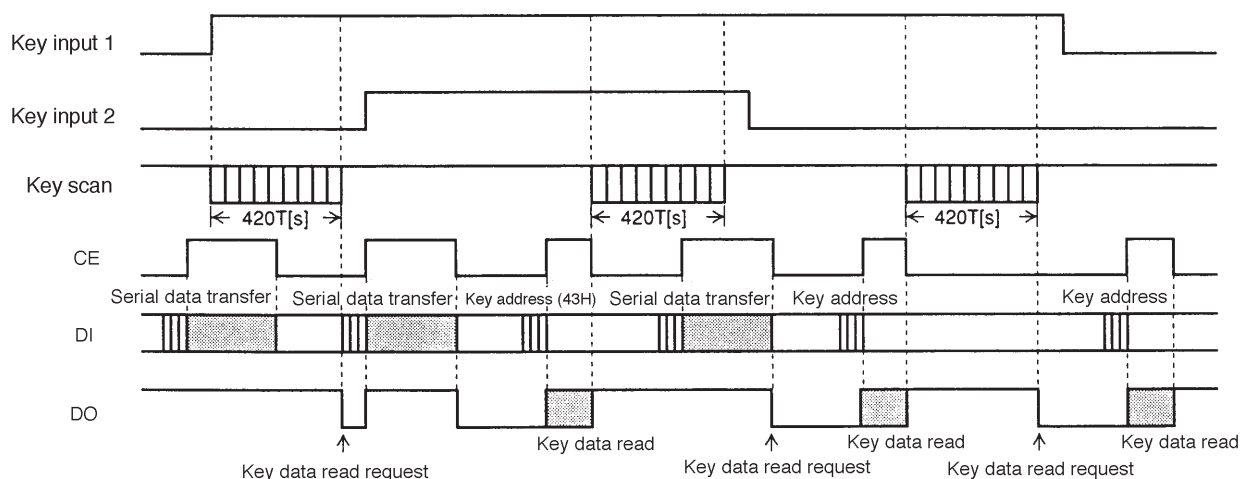 Key input 1
Key input 2
Key scan
420T[s] 420T[s] 420T[s]
CE
Serial data transfer Serial data transfer Key address (43H) Serial data transfer Key address Key address
DI
DO
Key data read Key data read Key data read
Key data read request Key data read request Key data read request